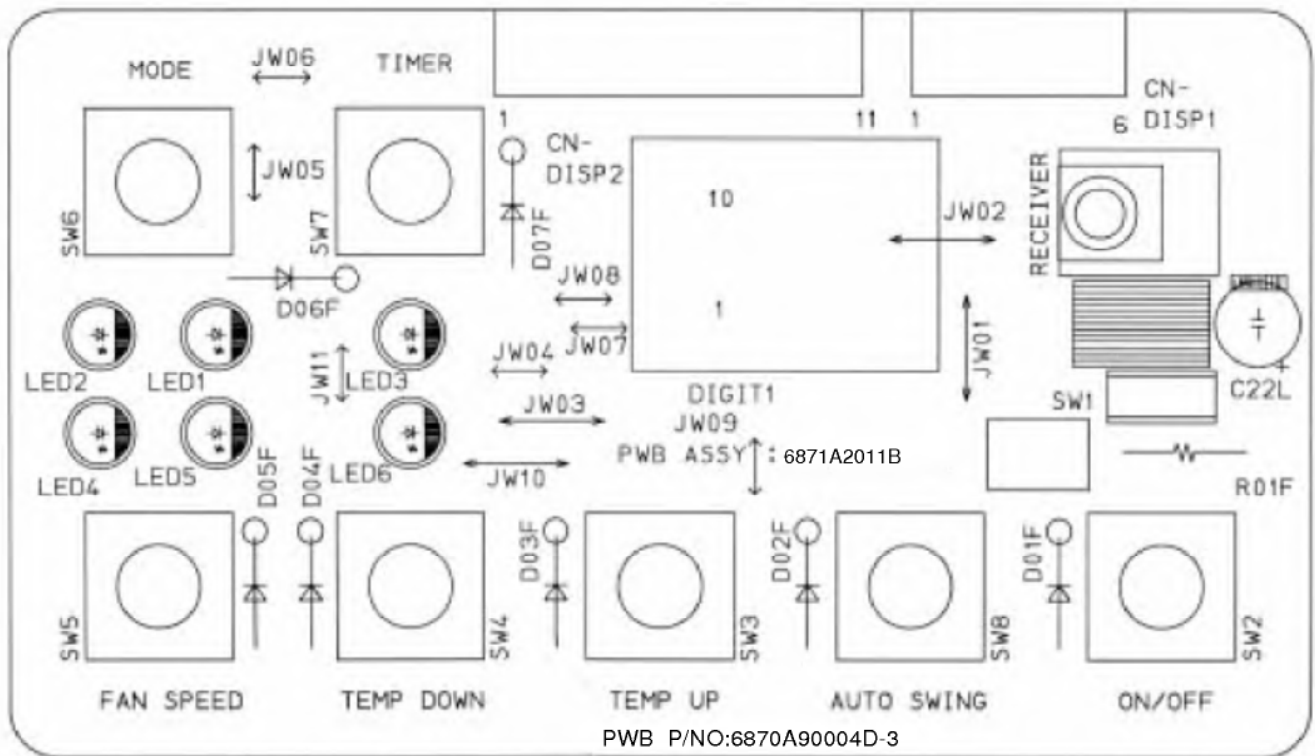 JW06
MODE
TIMER
CN-
DISP1
1
11
1
6
CN-
DISP2
JW05
SW6
SW7
D07F
10
JW02
RECEIVER
D06F
JW08
1
JW07
JW01
LED2
LED1
JW11
LED3
JW04
C22L
DIGIT1
JW03
SW1
JW09
PWB ASSY : 6871A2011B
LED4
LED5
LED6
D05F
D04F
JW10
R01F
D03F
D02F
D01F
SW5
SW4
SW3
SW8
SW2
FAN SPEED
TEMP DOWN
TEMP UP
AUTO SWING
ON/OFF
PWB P/NO:6870A90004D-3